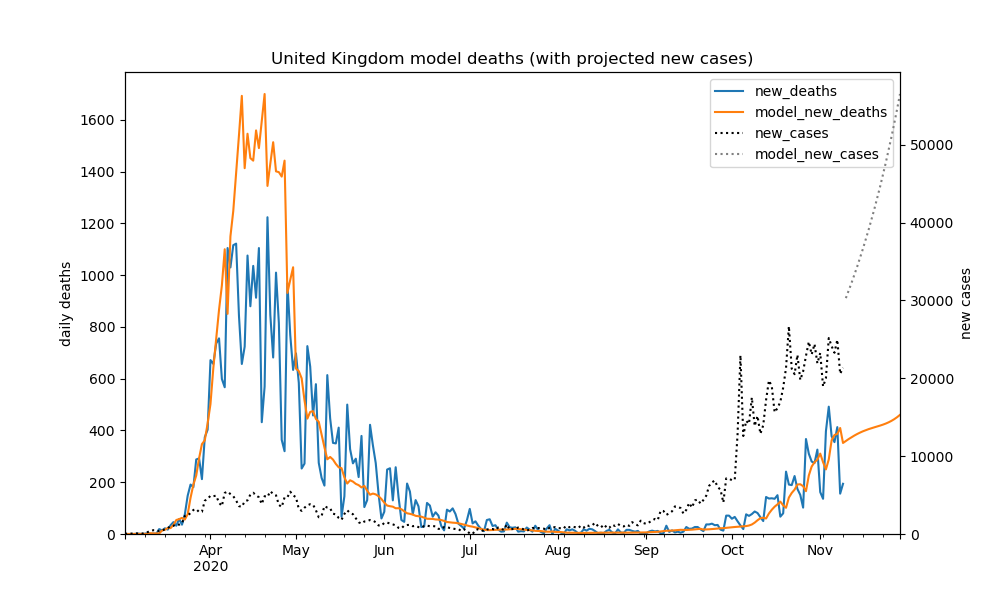 United Kingdom model deaths (with projected new cases)
new_deaths
model_new_deaths
new_cases
model_new_cases
daily deaths
new cases
1600
1400
1200
1000
800
600
400
200
0
50000
40000
30000
20000
10000
0
Apr
2020
May
Jun
Jul
Aug
Sep
Oct
Nov